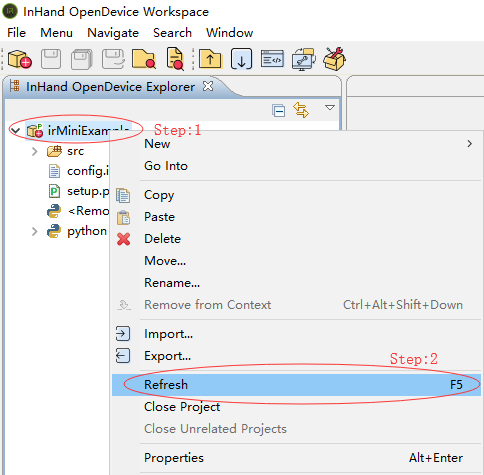 InHand OpenDevice Workspace
File Menu Navigate Search Window
InHand OpenDevice Explorer
irMiniExample
Step:1
New
src
Go Into
config.i
setup.p
Copy
<Remo
Paste
python
Delete
Move...
Rename...
Remove from Context Ctrl+Alt+Shift+Down
Import...
Export...
Step:2
Refresh F5
Close Project
Close Unrelated Projects
Properties Alt+Enter